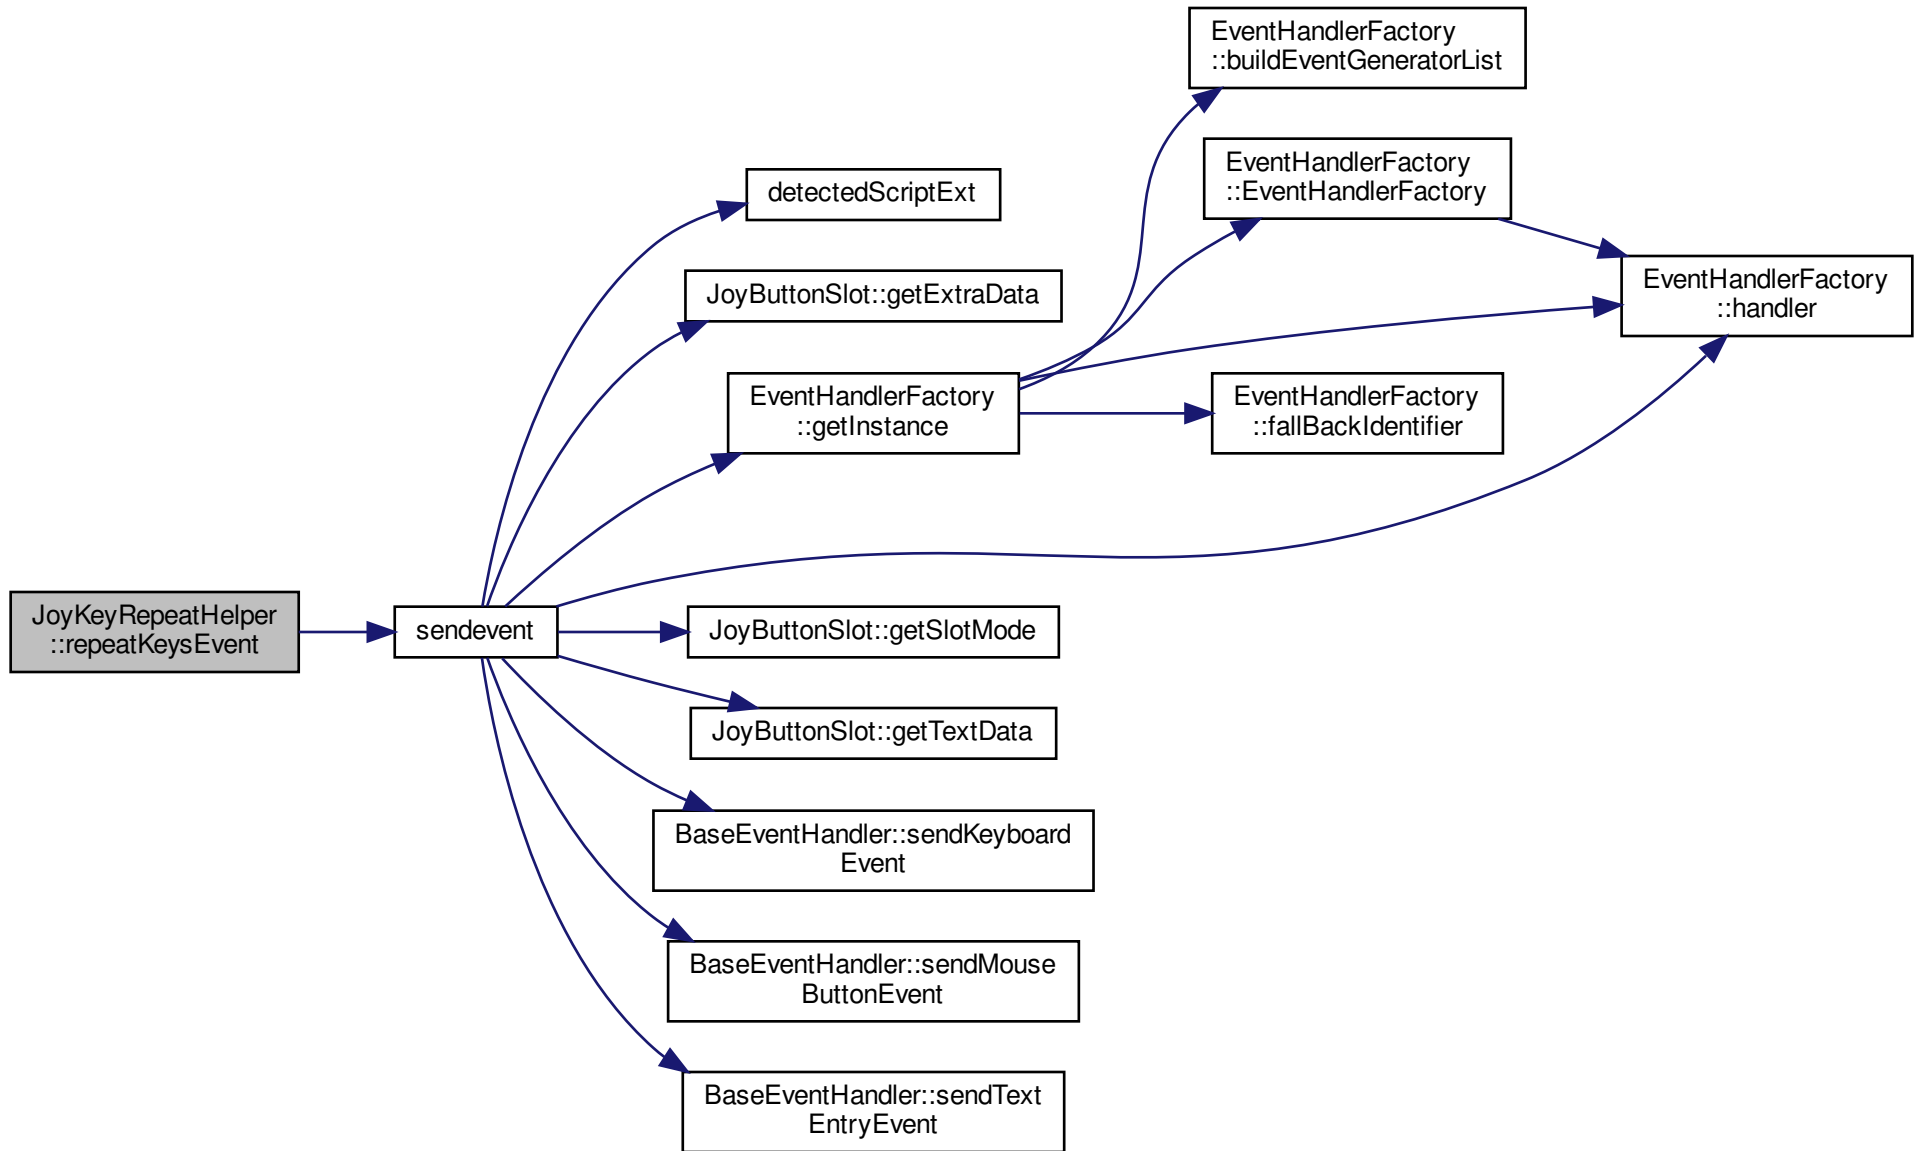 EventHandlerFactory
::buildEventGeneratorList
EventHandlerFactory
::EventHandlerFactory
detectedScriptExt
EventHandlerFactory
::handler
JoyButtonSlot::getExtraData
EventHandlerFactory
::getInstance
EventHandlerFactory
::fallBackIdentifier
JoyKeyRepeatHelper
::repeatKeysEvent
sendevent
JoyButtonSlot::getSlotMode
JoyButtonSlot::getTextData
BaseEventHandler::sendKeyboard
Event
BaseEventHandler::sendMouse
ButtonEvent
BaseEventHandler::sendText
EntryEvent